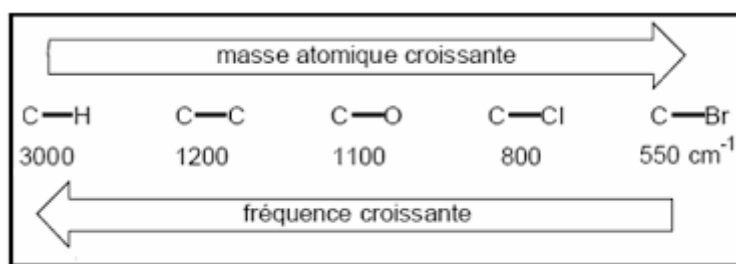 masse atomique croissante
C—H C—C C—O C—Cl C—Br
3000 1200 1100 800 550 cm⁻¹
fréquence croissante